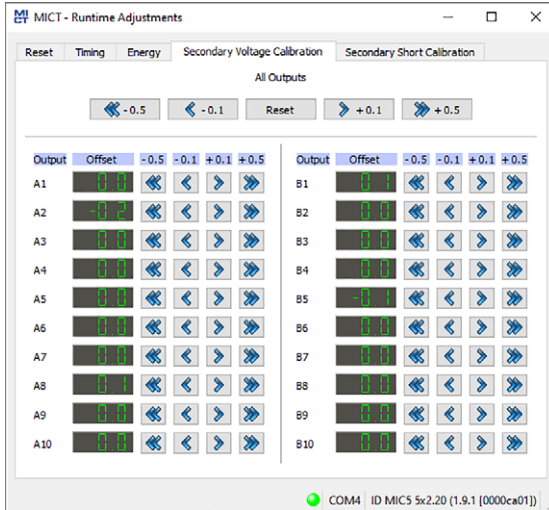 MI
CT
MICT - Runtime Adjustments
Reset Timing Energy Secondary Voltage Calibration Secondary Short Calibration
All Outputs
- 0.5 - 0.1 Reset + 0.1 + 0.5
Output Offset - 0.5 - 0.1 + 0.1 + 0.5 Output Offset - 0.5 - 0.1 + 0.1 + 0.5
A1 0 0 B1 0 1
A2 -0 2 B2 0 0
A3 0 0 B3 0 0
A4 0 0 B4 0 0
A5 0 0 B5 -0 1
A6 0 0 B6 0 0
A7 0 0 B7 0 0
A8 0 1 B8 0 0
A9 0 0 B9 0 0
A10 0 0 B10 0 0
COM4 ID MIC5 5x2.20 (1.9.1 [0000ca01])